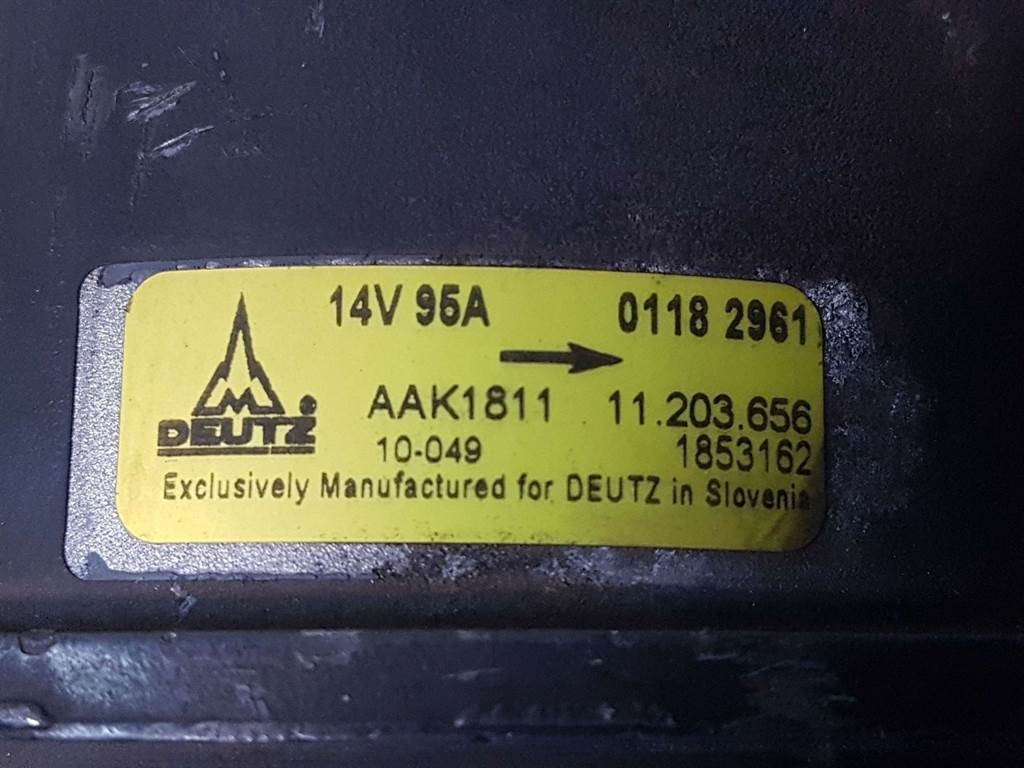 14V 95A 0118 2961
AAK1811 11.203.656
DEUTZ 10-049 1853162
Exclusively Manufactured for DEUTZ in Slovenia